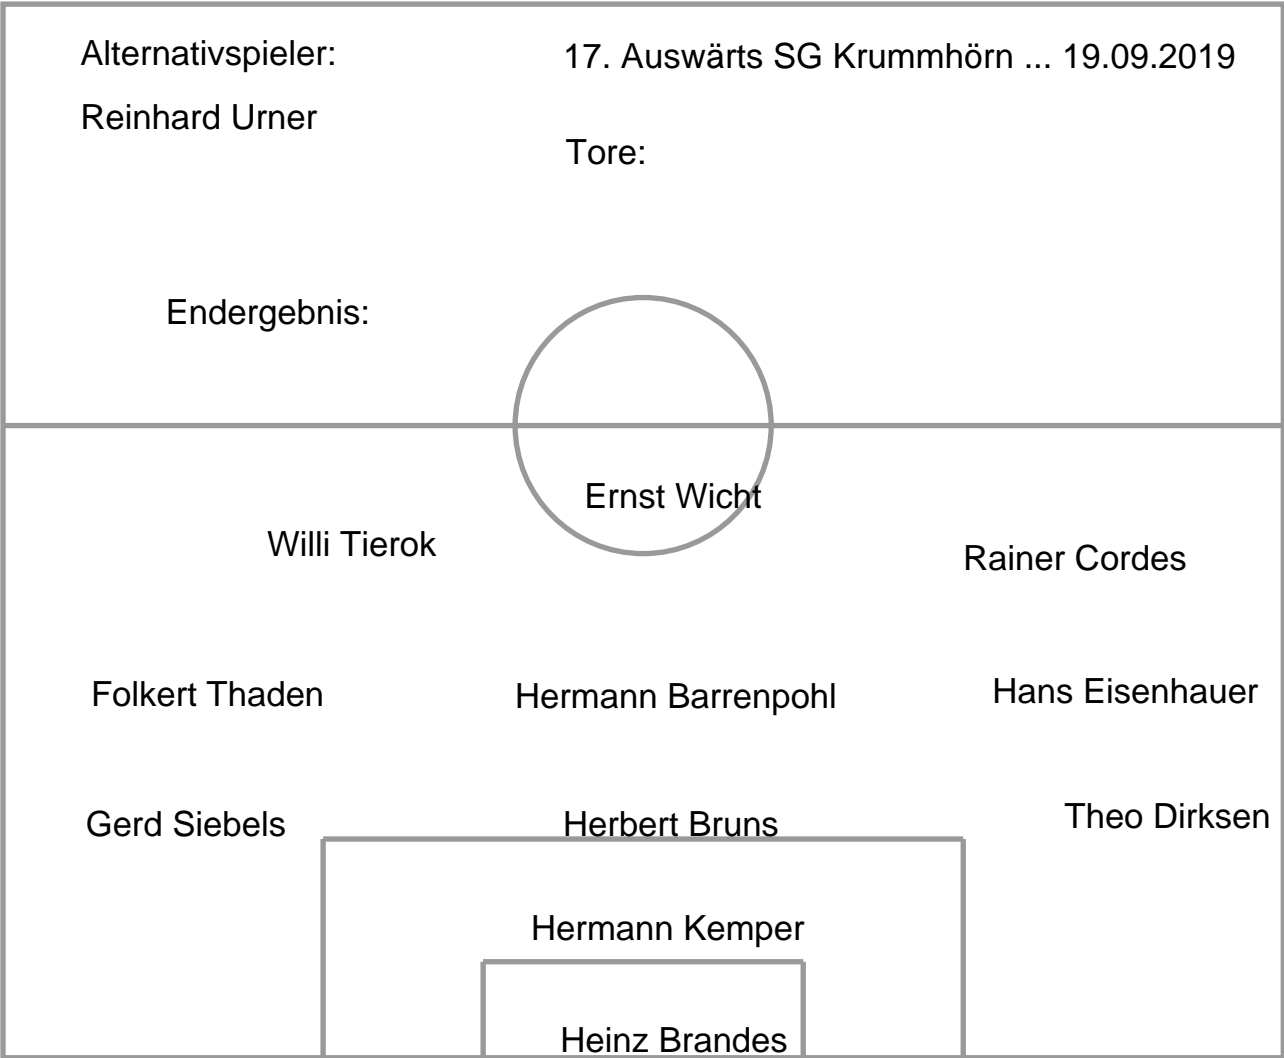 Alternativspieler:
17. Auswärts SG Krummhörn ... 19.09.2019
Reinhard Urner
Tore:
Endergebnis:
Ernst Wicht
Willi Tierok
Rainer Cordes
Folkert Thaden
Hermann Barrenpohl
Hans Eisenhauer
Gerd Siebels
Herbert Bruns
Theo Dirksen
Hermann Kemper
Heinz Brandes